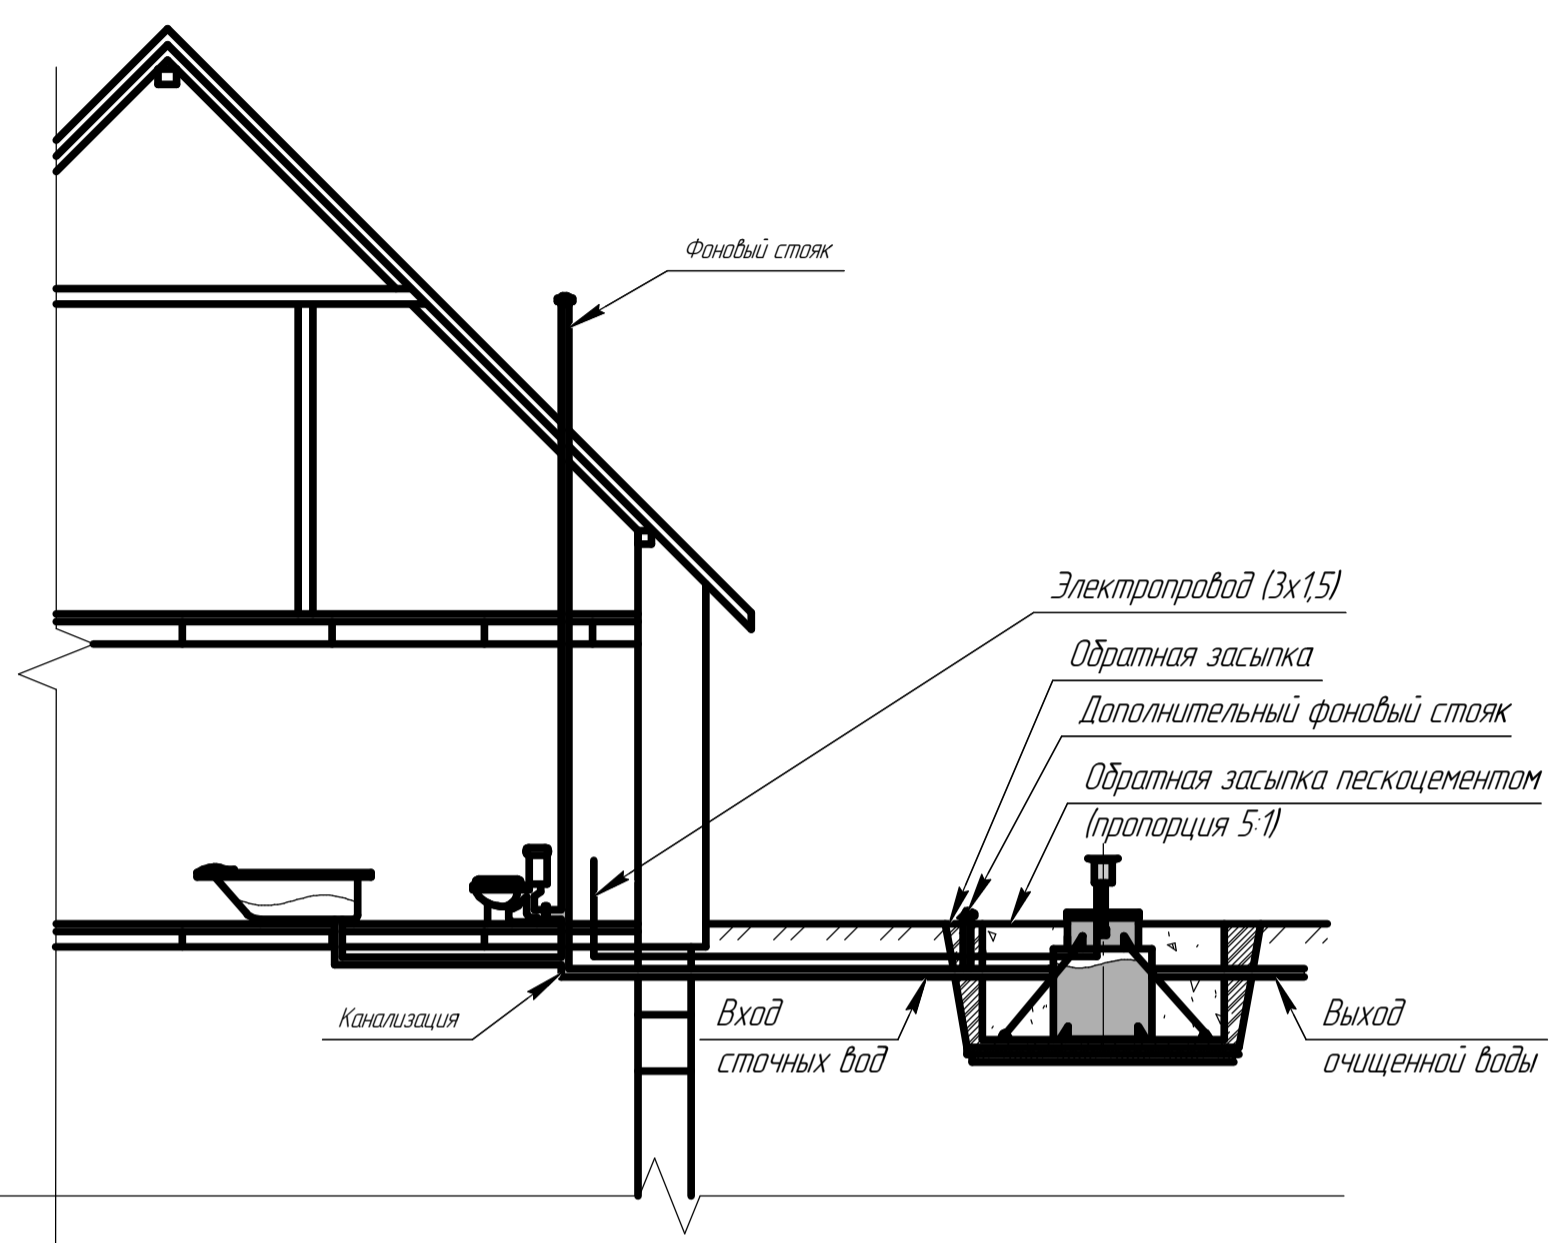 Фоновый стояк
Электропровод (3х1,5)
Обратная засыпка
Дополнительный фоновый стояк
Обратная засыпка пескоцементом
(пропорция 5:1)
Канализация
Вход
сточных вод
Выход
очищенной воды